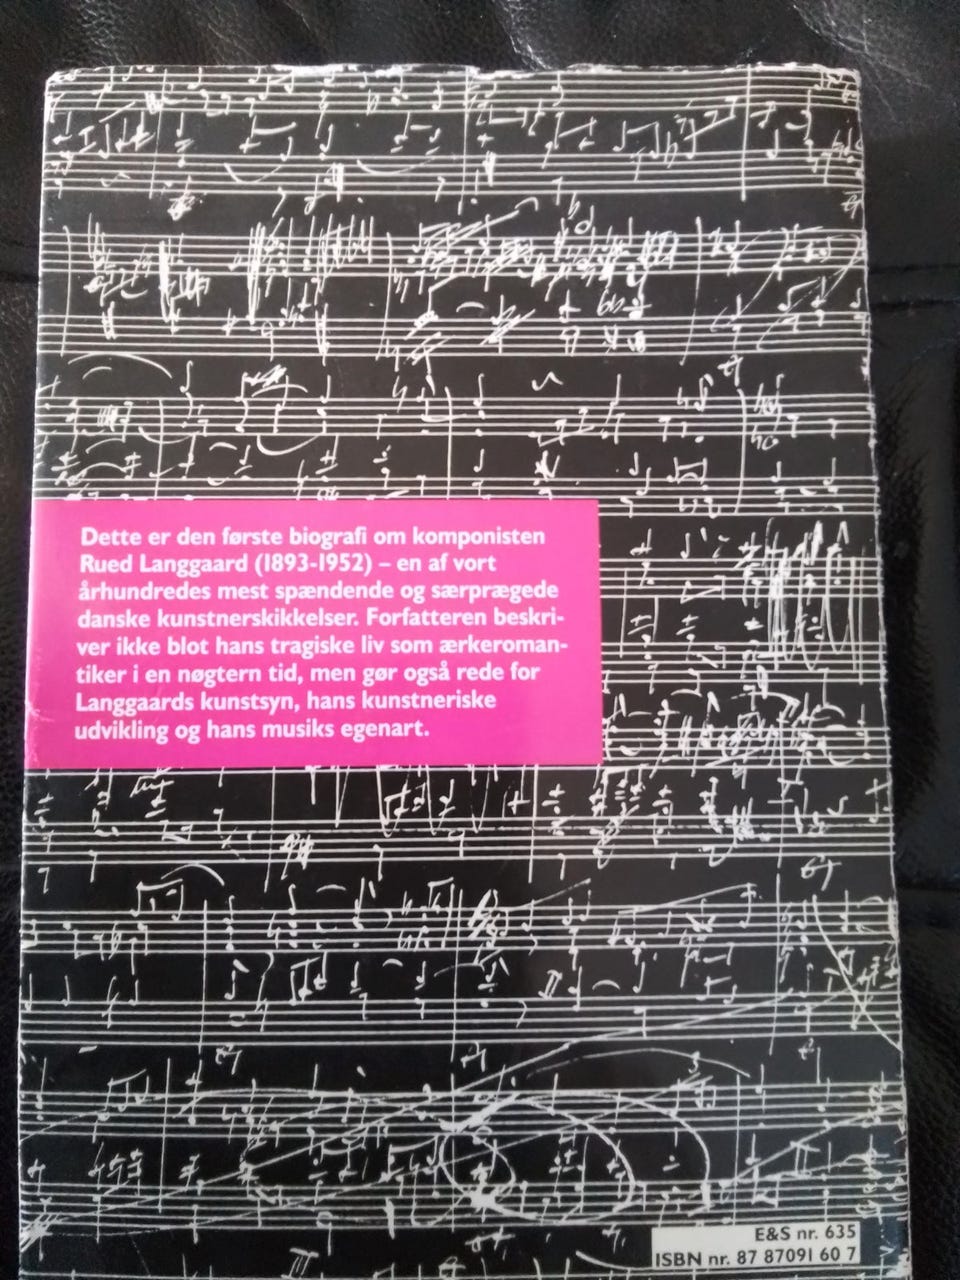 Dette er den første biografi om komponisten
Rued Langgaard (1893-1952) – en af vort
århundredes mest spændende og særprægede
danske kunstnerskikkelser. Forfatteren beskri-
ver ikke blot hans tragiske liv som ærkeroman-
tiker i en nøgtern tid, men gør også rede for
Langgaards kunstsyn, hans kunstneriske
udvikling og hans musiks egenart.
E&S nr. 635
ISBN nr. 87 87091 60 7